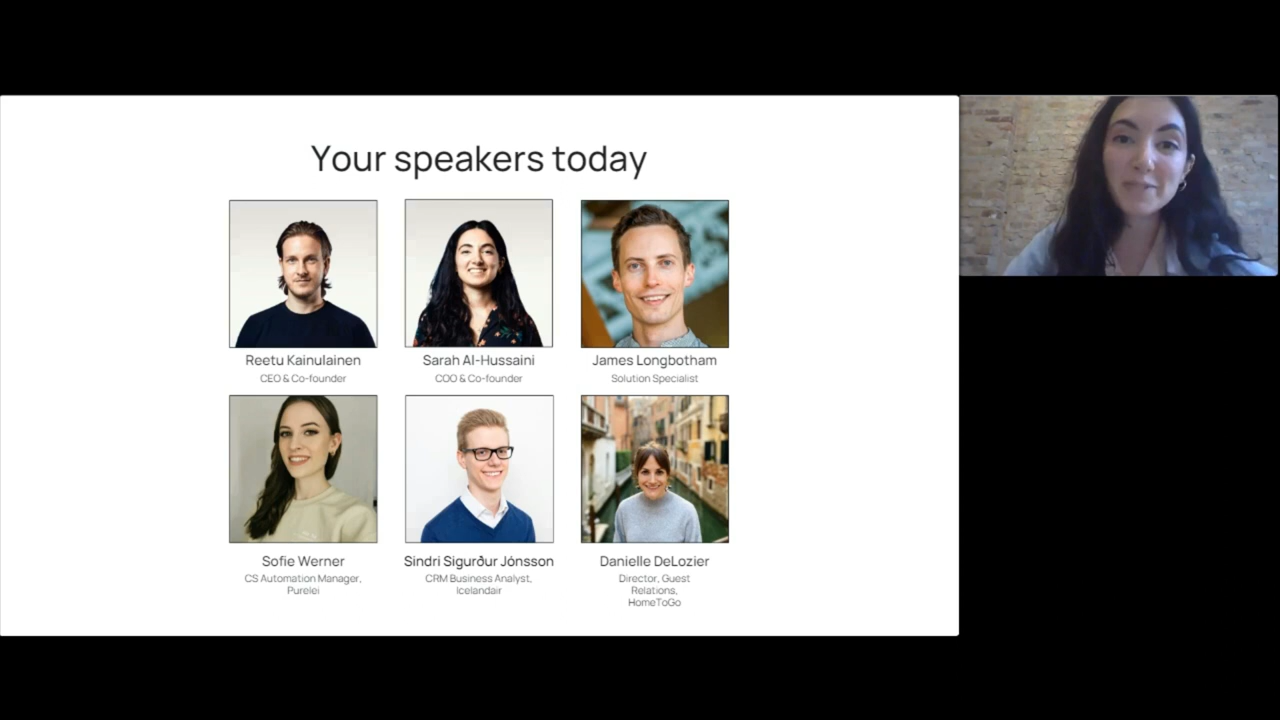 Your speakers today
Reetu Kainulainen
CEO & Co-founder
Sarah Al-Hussaini
COO & Co-founder
James Longbotham
Solution Specialist
Sofie Werner
CS Automation Manager,
Purelei
Sindri Sigurður Jónsson
CRM Business Analyst,
Icelandair
Danielle DeLozier
Director, Guest
Relations,
HomeToGo